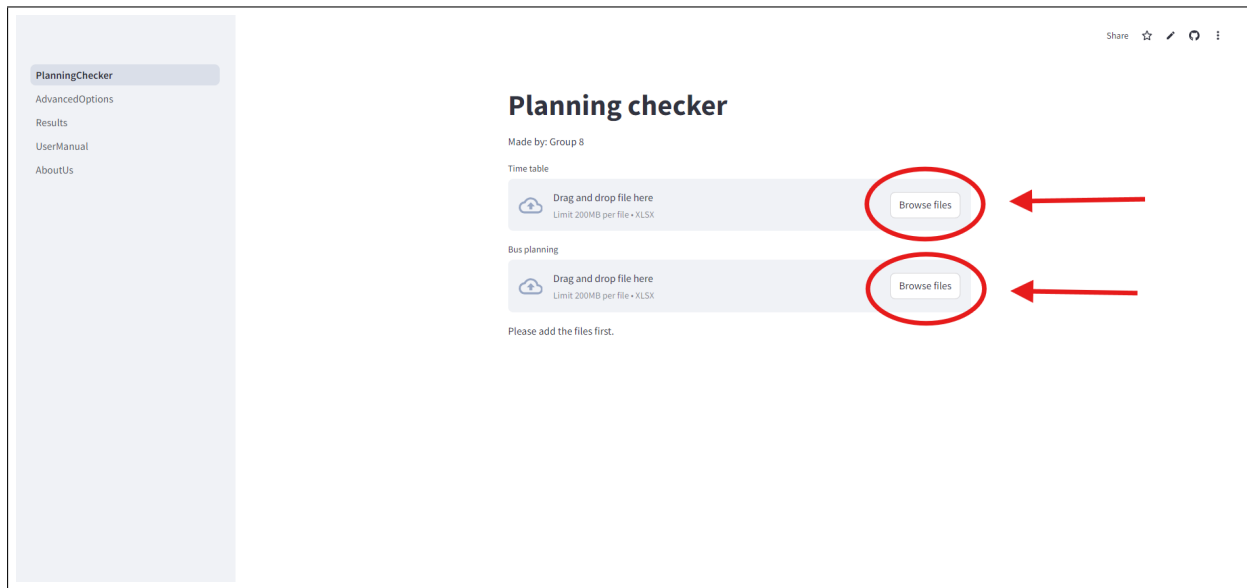 Share
PlanningChecker
AdvancedOptions
Results
UserManual
AboutUs
Planning checker
Made by: Group 8
Time table
Drag and drop file here
Limit 200MB per file • XLSX
Browse files
Bus planning
Drag and drop file here
Limit 200MB per file • XLSX
Browse files
Please add the files first.